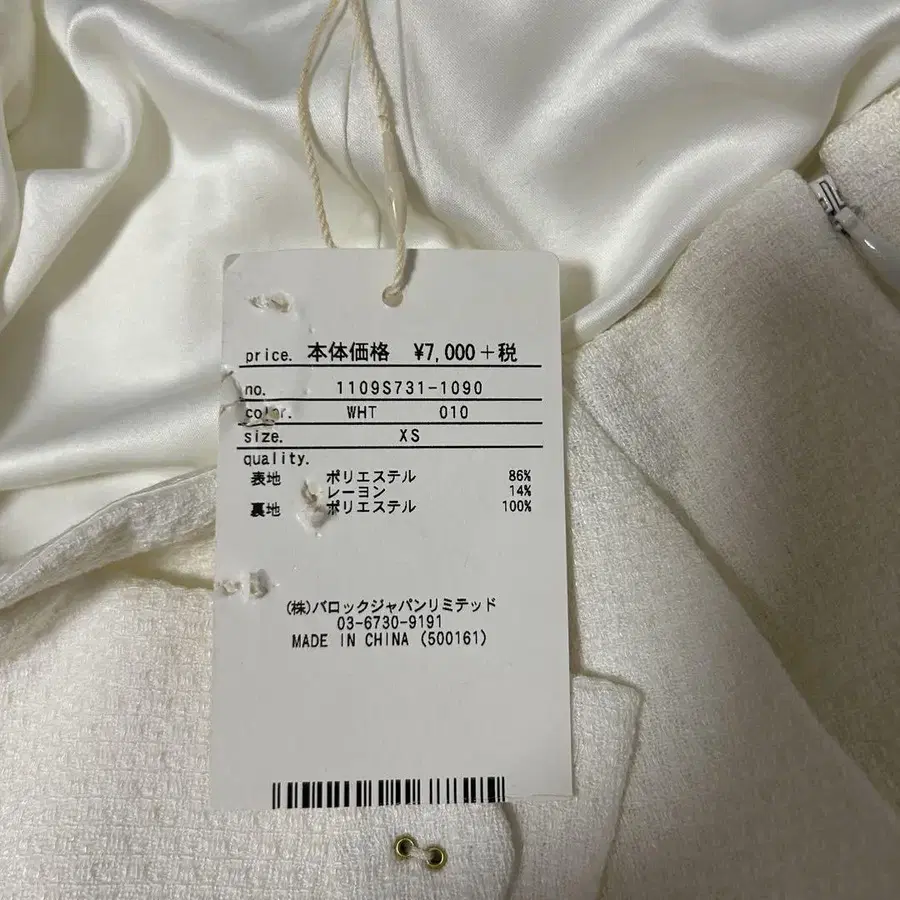 price. 本体価格 ¥7,000+税
no. 1109S731-1090
color. WHT 010
size. XS
quality.
表地 ポリエステル 86%
レーヨン 14%
裏地 ポリエステル 100%
(株)バロックジャパンリミテッド
03-6730-9191
MADE IN CHINA (500161)